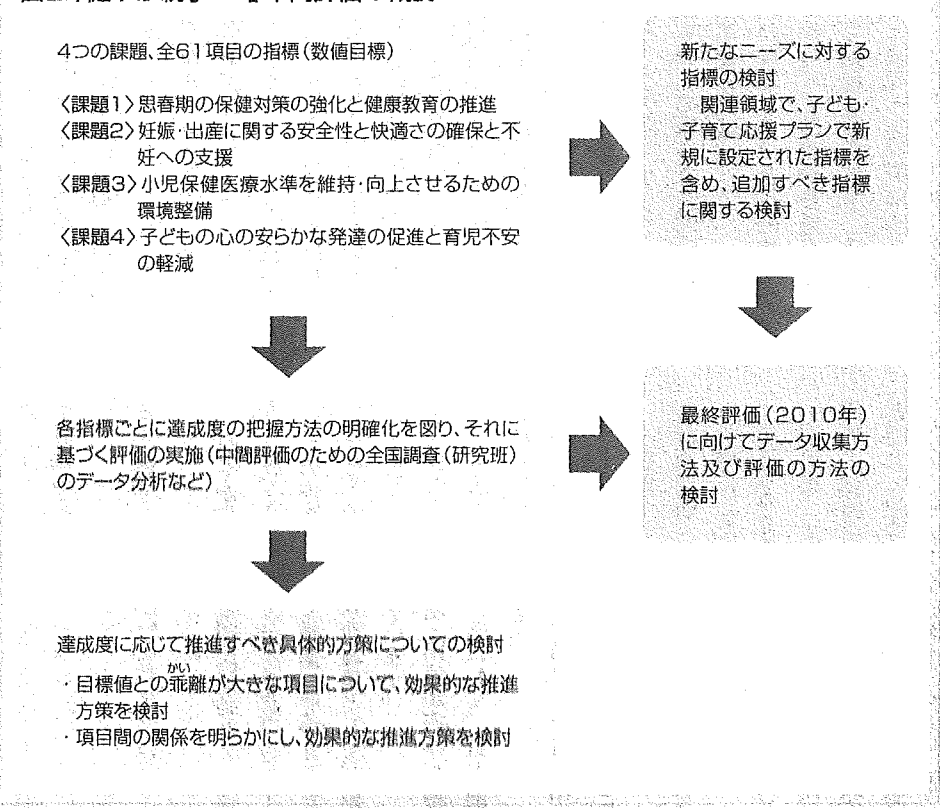 4つの課題、全61項目の指標(数値目標)
〈課題1〉思春期の保健対策の強化と健康教育の推進
〈課題2〉妊娠・出産に関する安全性と快適さの確保と不
妊への支援
〈課題3〉小児保健医療水準を維持・向上させるための
環境整備
〈課題4〉子どもの心の安らかな発達の促進と育児不安
の軽減
新たなニーズに対する
指標の検討
関連領域で、子ども・
子育て応援プランで新
規に設定された指標を
含め、追加すべき指標
に関する検討
各指標ごとに達成度の把握方法の明確化を図り、それに
基づく評価の実施(中間評価のための全国調査(研究班)
のデータ分析など)
最終評価(2010年)
に向けてデータ収集方
法及び評価の方法の
検討
達成度に応じて推進すべき具体的方策についての検討
かい
・目標値との乖離が大きな項目について、効果的な推進
方策を検討
・項目間の関係を明らかにし、効果的な推進方策を検討